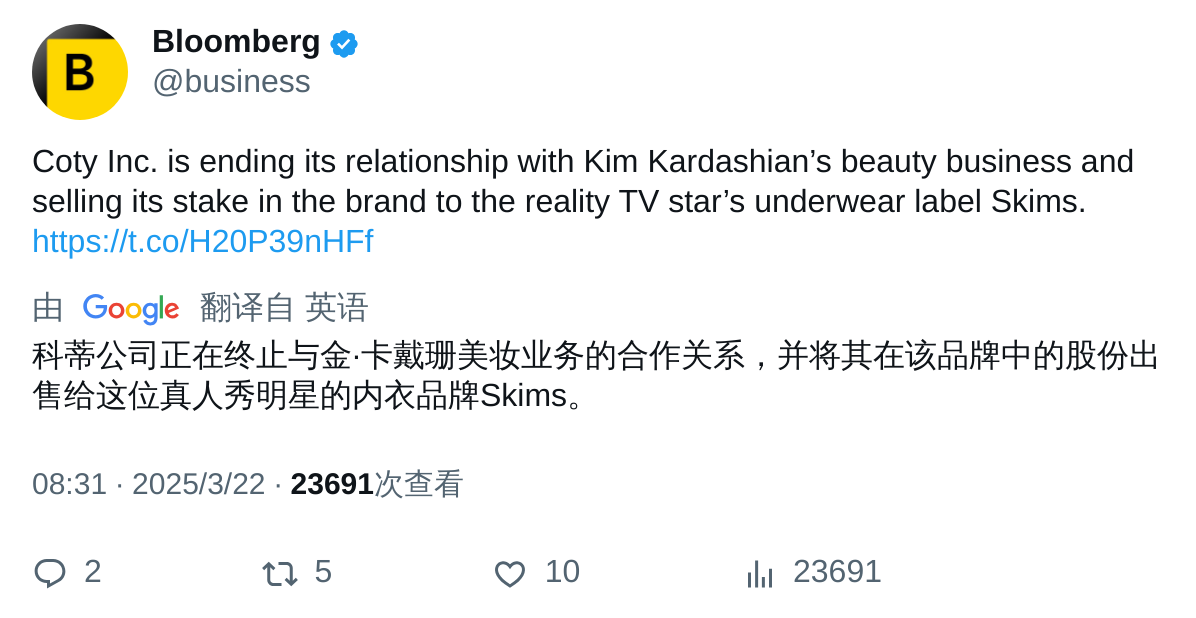 B
Bloomberg
@business
Coty Inc. is ending its relationship with Kim Kardashian’s beauty business and
selling its stake in the brand to the reality TV star’s underwear label Skims.
https://t.co/H20P39nHFf
由 Google 翻译自 英语
科蒂公司正在终止与金·卡戴珊美妆业务的合作关系，并将其在该品牌中的股份出
售给这位真人秀明星的内衣品牌Skims。
08:31 · 2025/3/22 · 23691次查看
2 5 10 23691